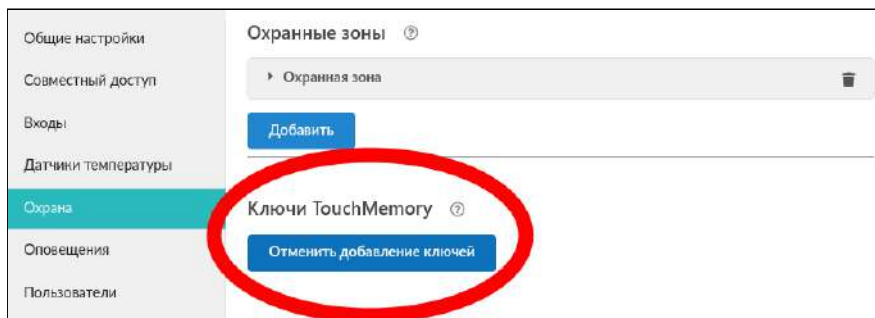 Общие настройки
Совместный доступ
Входы
Датчики температуры
Охрана
Оповещения
Пользователи
Охранные зоны
Охранная зона
Добавить
Ключи TouchMemory
Отменить добавление ключей